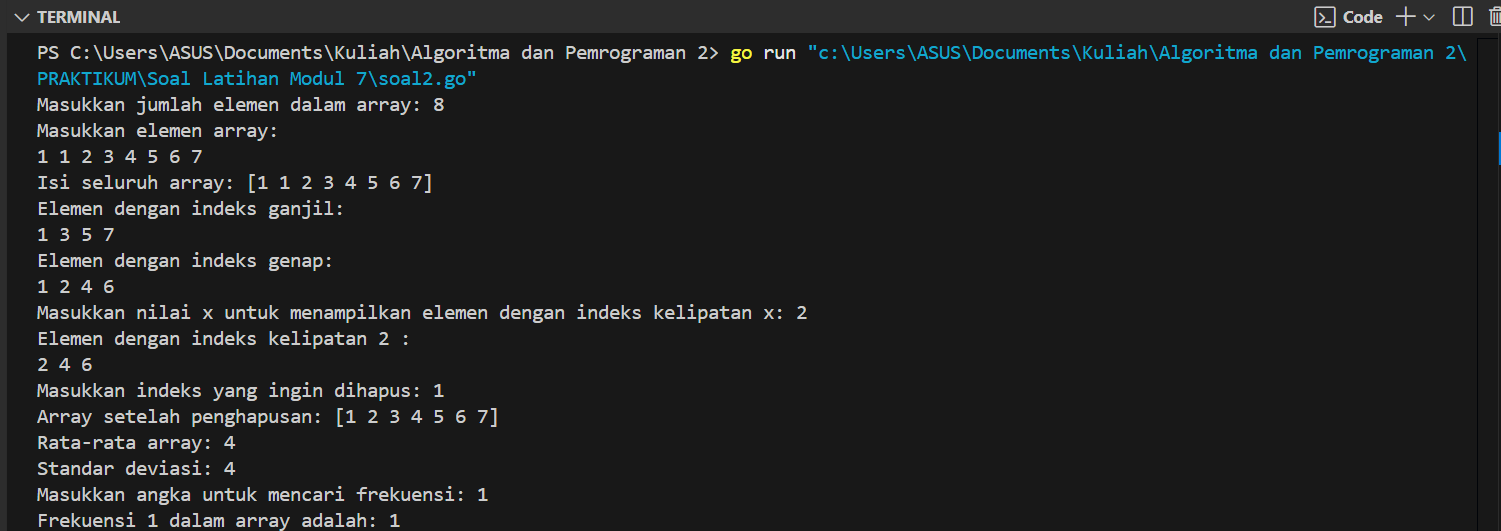 TERMINAL Code
PS C:\Users\ASUS\Documents\Kuliah\Algoritma dan Pemrograman 2> go run "c:\Users\ASUS\Documents\Kuliah\Algoritma dan Pemrograman 2\
PRAKTIKUM\Soal Latihan Modul 7\soal2.go"
Masukkan jumlah elemen dalam array: 8
Masukkan elemen array:
1 1 2 3 4 5 6 7
Isi seluruh array: [1 1 2 3 4 5 6 7]
Elemen dengan indeks ganjil:
1 3 5 7
Elemen dengan indeks genap:
1 2 4 6
Masukkan nilai x untuk menampilkan elemen dengan indeks kelipatan x: 2
Elemen dengan indeks kelipatan 2 :
2 4 6
Masukkan indeks yang ingin dihapus: 1
Array setelah penghapusan: [1 2 3 4 5 6 7]
Rata-rata array: 4
Standar deviasi: 4
Masukkan angka untuk mencari frekuensi: 1
Frekuensi 1 dalam array adalah: 1